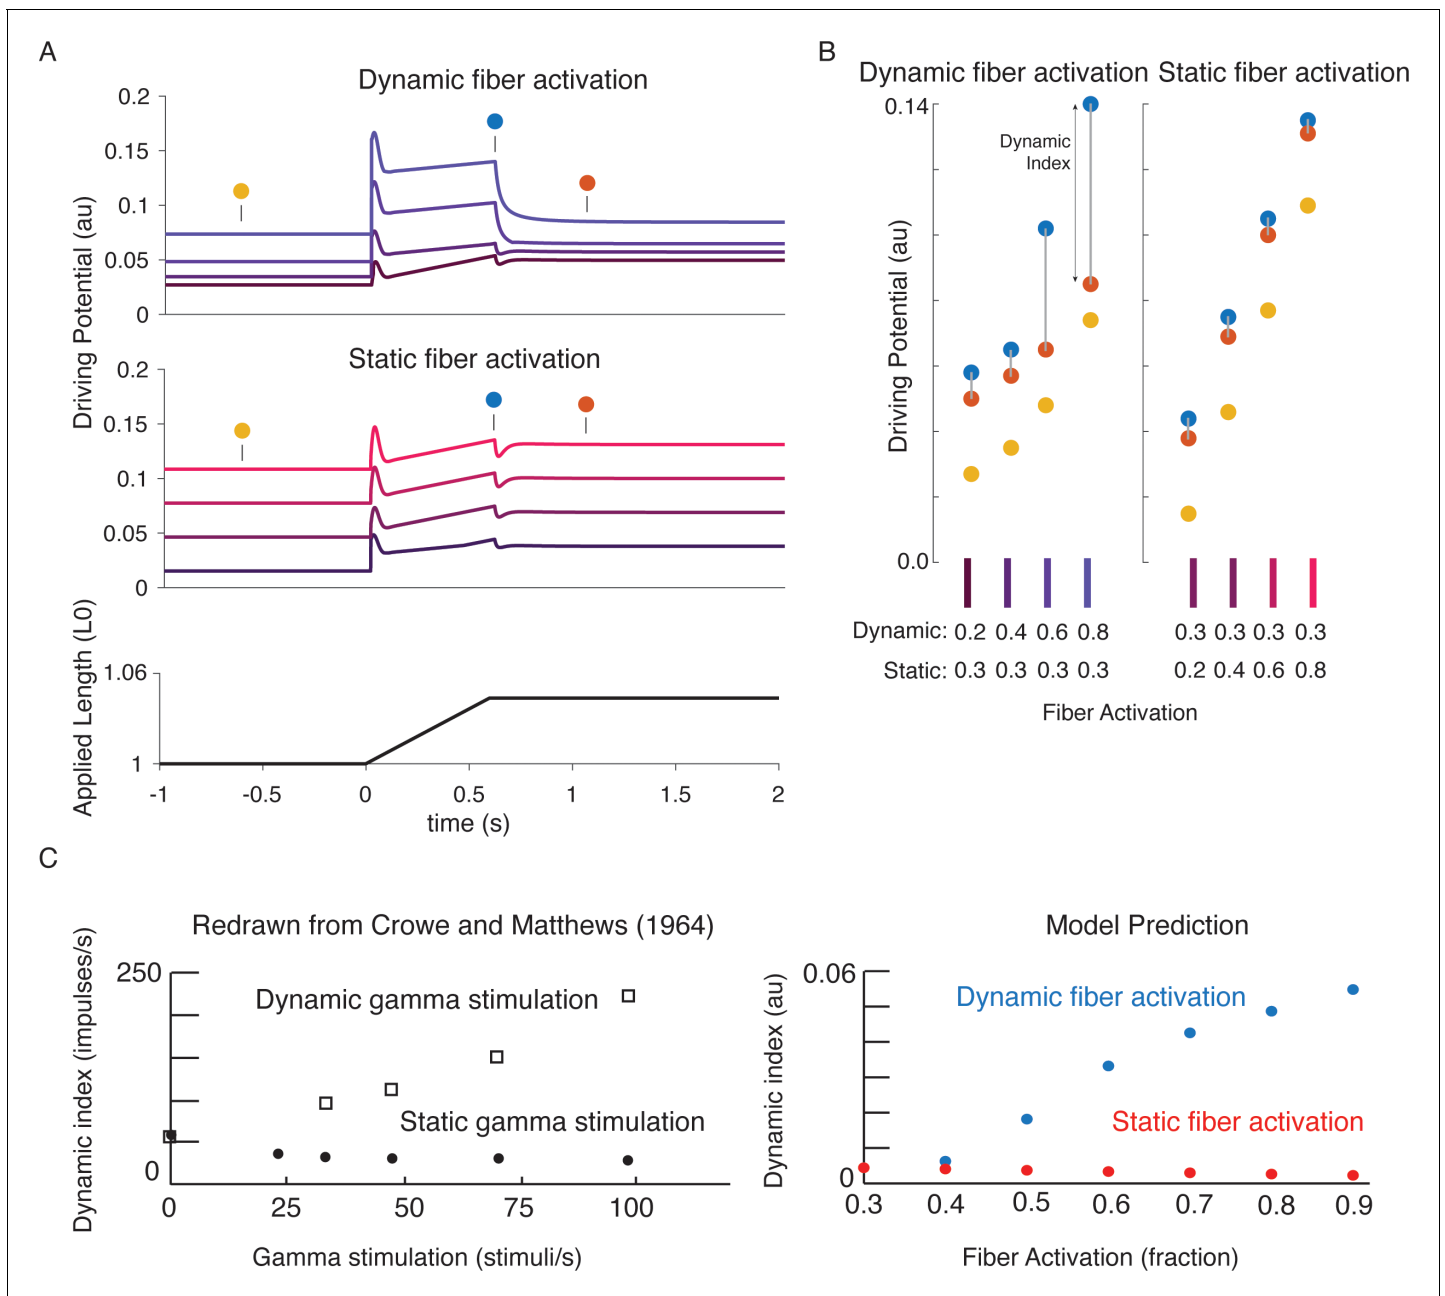 A
Dynamic fiber activation
0.2
0.15
0.1
0.05
0
Driving Potential (au)
Static fiber activation
0.2
0.15
0.1
0.05
0
Applied Length (L0)
1.06
1
-1 -0.5 0 0.5 1 1.5 2
time (s)
B
Dynamic fiber activation Static fiber activation
0.14
Dynamic
Index
Driving Potential (au)
0.0
Dynamic: 0.2 0.4 0.6 0.8 0.3 0.3 0.3 0.3
Static: 0.3 0.3 0.3 0.3 0.2 0.4 0.6 0.8
Fiber Activation
C
Redrawn from Crowe and Matthews (1964)
Dynamic index (impulses/s)
250
Dynamic gamma stimulation
Static gamma stimulation
0
0 25 50 75 100
Gamma stimulation (stimuli/s)
Model Prediction
Dynamic index (au)
0.06
Dynamic fiber activation
Static fiber activation
0
0.3 0.4 0.5 0.6 0.7 0.8 0.9
Fiber Activation (fraction)